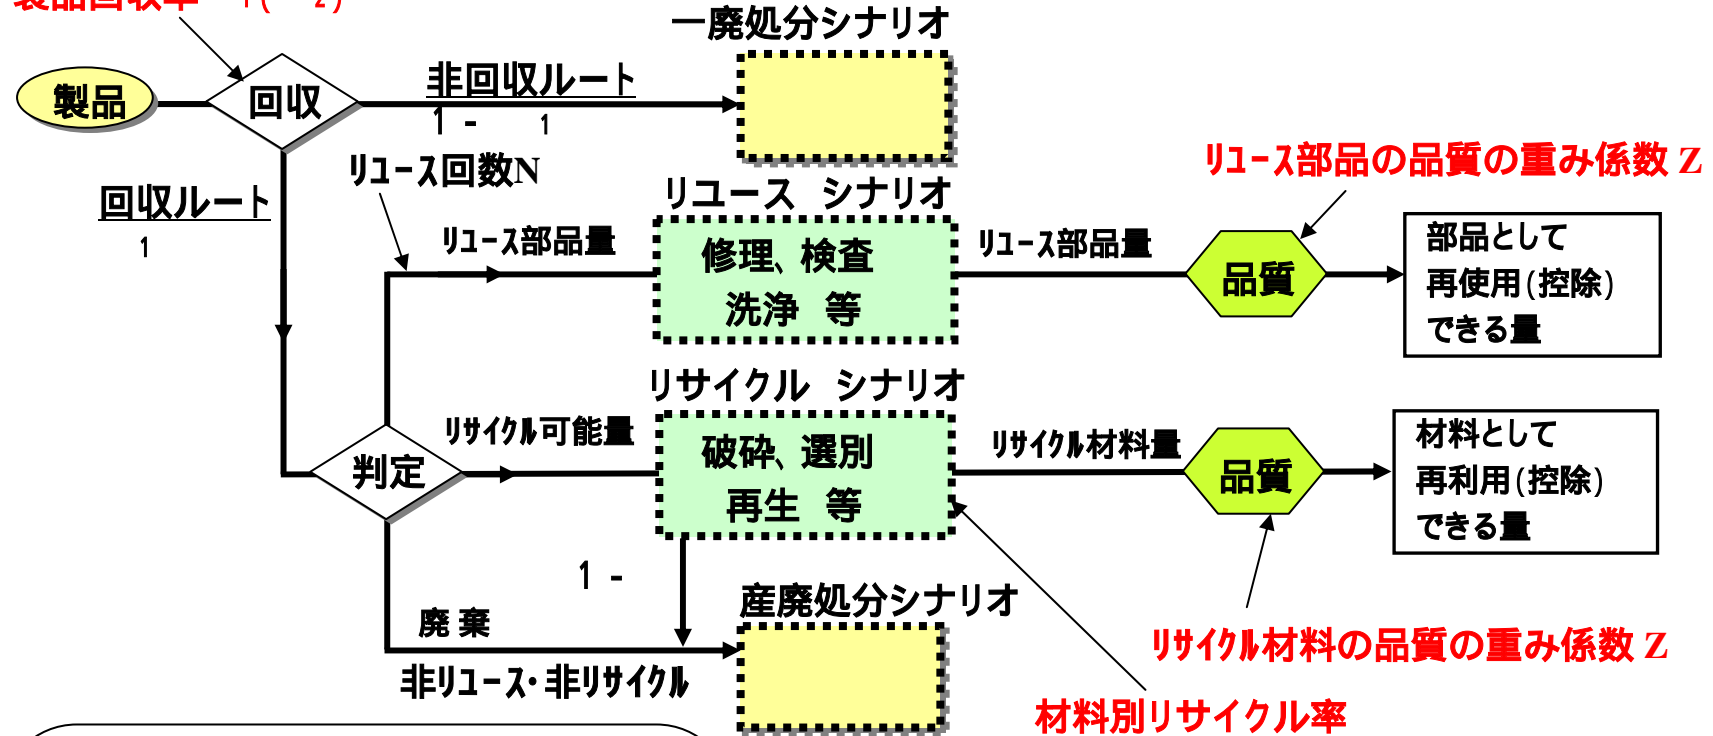 製品回収率 1( 2)
一廃処分シナリオ
製品
回収
非回収ルート
1 - 1
リユース回数N
回収ルート
1
リユース シナリオ
リユース部品量
修理、検査
洗浄 等
リユース部品量
品質
リユース部品の品質の重み係数 Z
部品として
再使用(控除)
できる量
リサイクル シナリオ
判定
リサイクル可能量
破砕、選別
再生 等
リサイクル材料量
品質
材料として
再利用(控除)
できる量
1 -
産廃処分シナリオ
廃 棄
非リユース・非リサイクル
リサイクル材料の品質の重み係数 Z
材料別リサイクル率